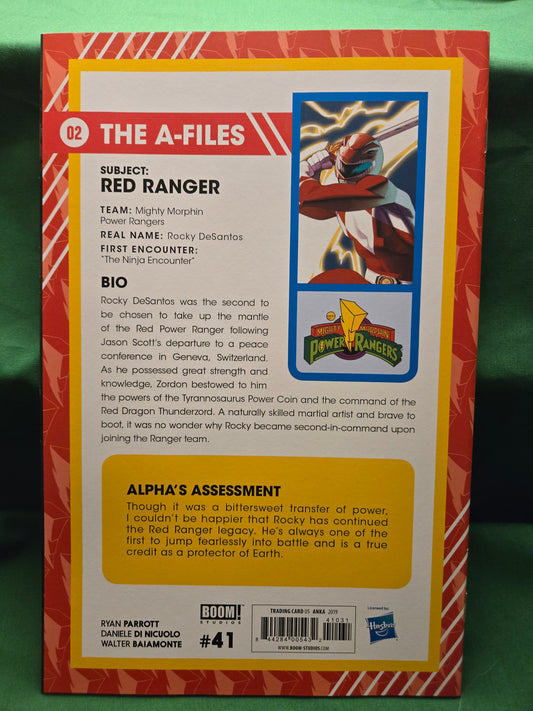 02
THE A-FILES
SUBJECT:
RED RANGER
TEAM: Mighty Morphin
Power Rangers
REAL NAME: Rocky DeSantos
FIRST ENCOUNTER:
"The Ninja Encounter"
MIGHTY MORPHIN
POWER RANGERS
BIO
Rocky DeSantos was the second to
be chosen to take up the mantle
of the Red Power Ranger following
Jason Scott's departure to a peace
conference in Geneva, Switzerland.
As he possessed great strength and
knowledge, Zordon bestowed to him
the powers of the Tyrannosaurus Power Coin and the command of the
Red Dragon Thunderzord. A naturally skilled martial artist and brave to
boot, it was no wonder why Rocky became second-in-command upon
joining the Ranger team.
ALPHA'S ASSESSMENT
Though it was a bittersweet transfer of power,
I couldn't be happier that Rocky has continued
the Red Ranger legacy. He's always one of the
first to jump fearlessly into battle and is a true
credit as a protector of Earth.
RYAN PARROTT
DANIELE DI NICUOLO
WALTER BAIAMONTE
BOOM!
STUDIOS
#41
TRADING CARD US ANKA 2019
41031
8 44284 00543 2
WWW.BOOM-STUDIOS.COM
Licensed by:
Hasbro